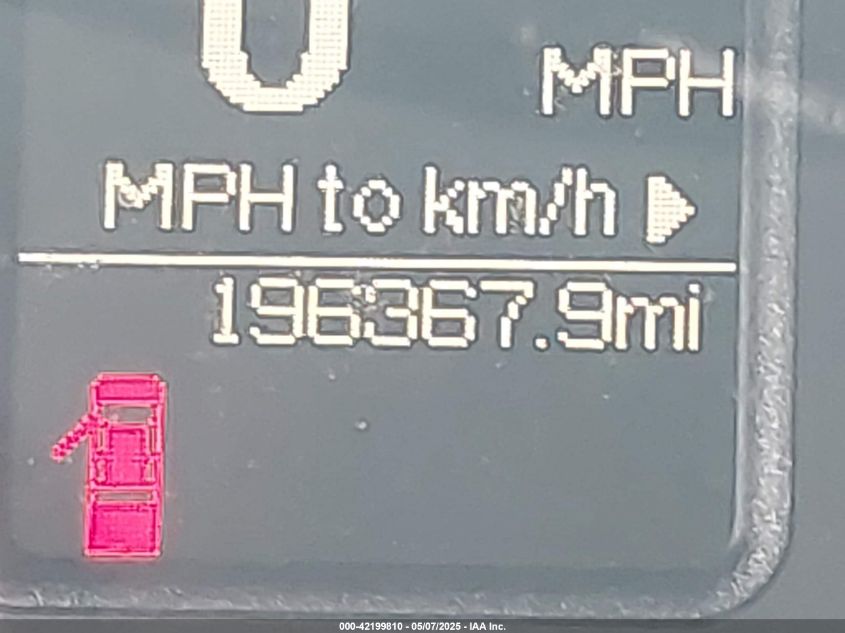 0 MPH
MPH to km/h
196367.9mi
000-42199810 - 05/07/2025 - IAA Inc.